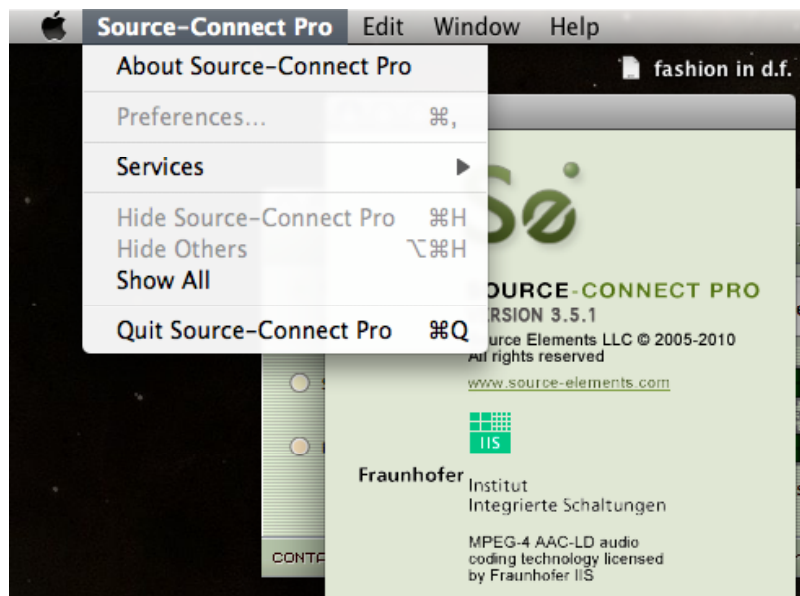 Source-Connect Pro Edit Window Help
About Source-Connect Pro
fashion in d.f.
Preferences... ⌘,
Services
Hide Source-Connect Pro ⌘H
Hide Others ⌥⌘H
Show All
Quit Source-Connect Pro ⌘Q
Se
OURCE-CONNECT PRO
RSION 3.5.1
urce Elements LLC © 2005-2010
All rights reserved
www.source-elements.com
IIS
Fraunhofer Institut
Integrierte Schaltungen
MPEG-4 AAC-LD audio
coding technology licensed
by Fraunhofer IIS
CONTA